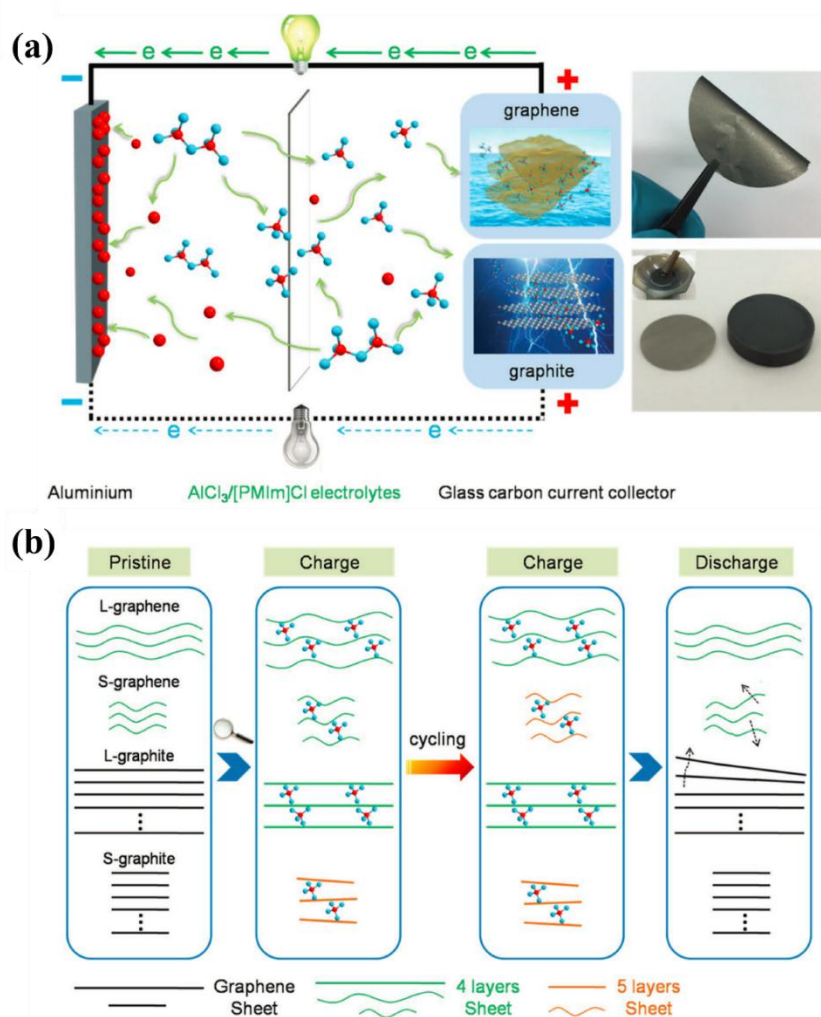 (a)
e e e e e e
− +
graphene
graphite
− +
e e
Aluminium AlCl₃/[PMIm]Cl electrolytes Glass carbon current collector
(b)
Pristine Charge Charge Discharge
L-graphene
S-graphene
cycling
L-graphite
S-graphite
Graphene 4 layers 5 layers
Sheet Sheet Sheet